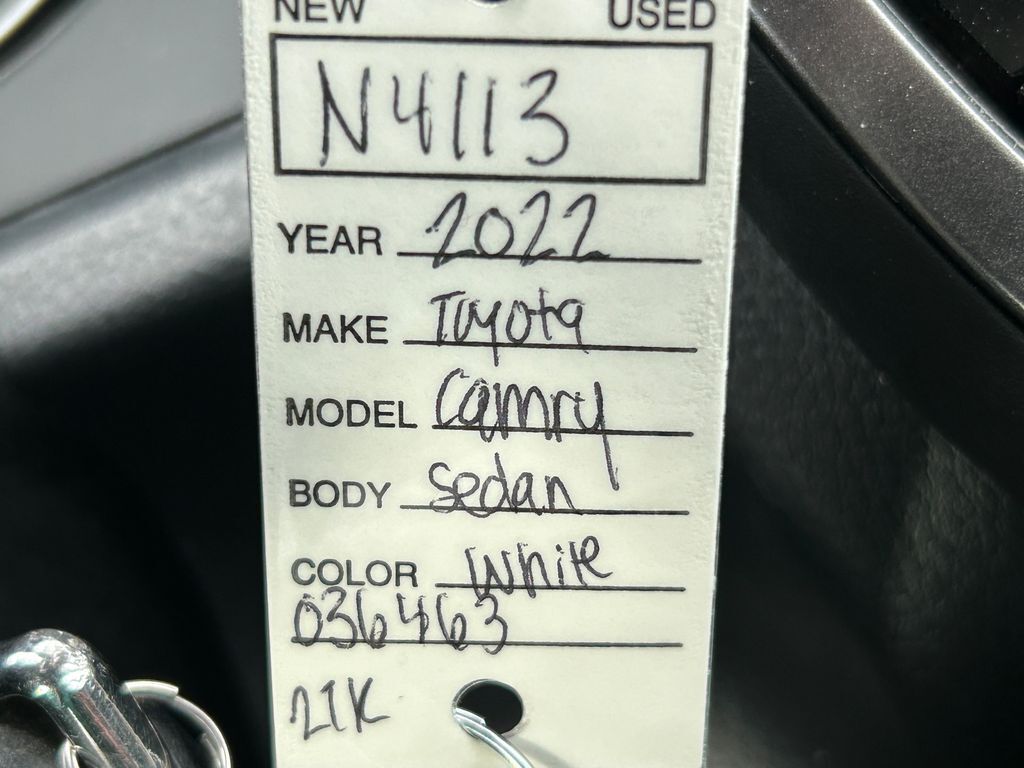 NEW USED
N4113
YEAR 2022
MAKE Toyota
MODEL Camry
BODY Sedan
COLOR White
036463
21K